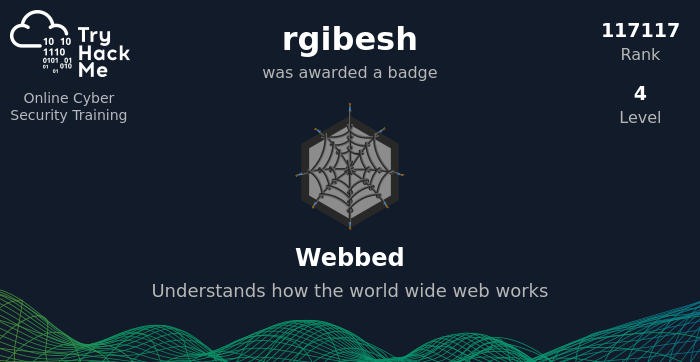 Try
Hack
Me
10 10
1110
0101 01
01 010
01
Online Cyber
Security Training
rgibesh
was awarded a badge
117117
Rank
4
Level
Webbed
Understands how the world wide web works